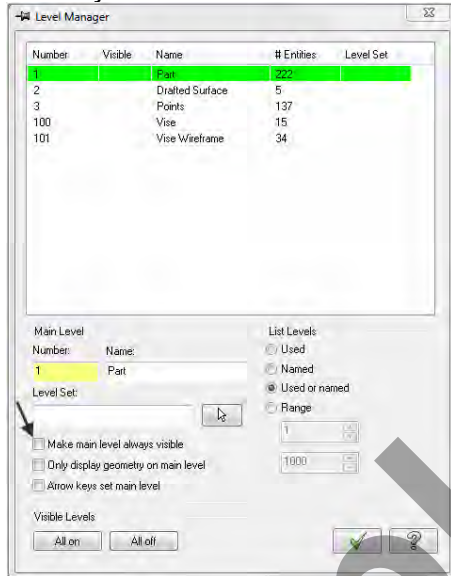 Level Manager
Number Visible Name # Entities Level Set
1 Part 222
2 Drafted Surface 5
3 Points 137
100 Vise 15
101 Vise Wireframe 34
Main Level List Levels
Number: Name: Used
1 Part Named
Level Set: Used or named
Range
1
Make main level always visible
Only display geometry on main level 1000
Arrow keys set main level
Visible Levels
All on All off ?